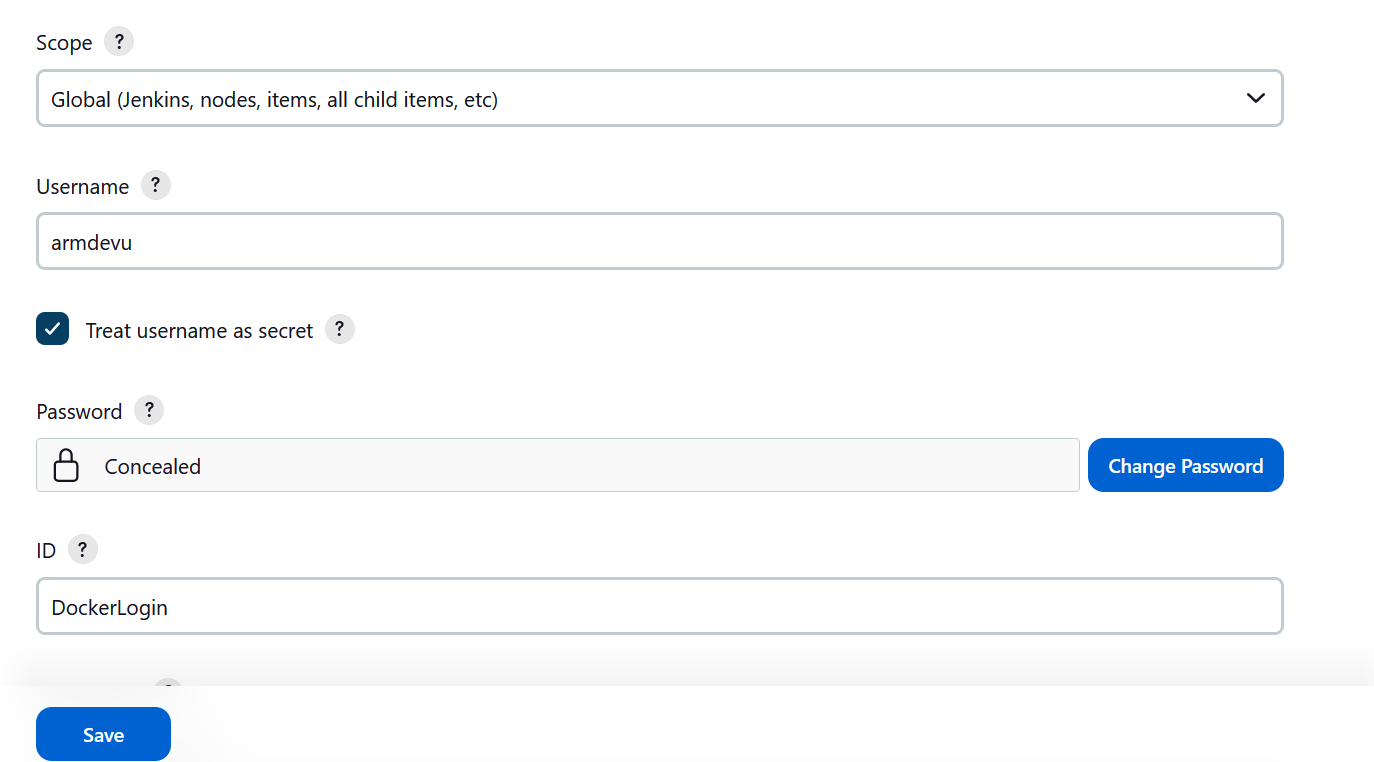 Scope ?
Global (Jenkins, nodes, items, all child items, etc)
Username ?
armdevu
Treat username as secret ?
Password ?
Concealed
Change Password
ID ?
DockerLogin
Save